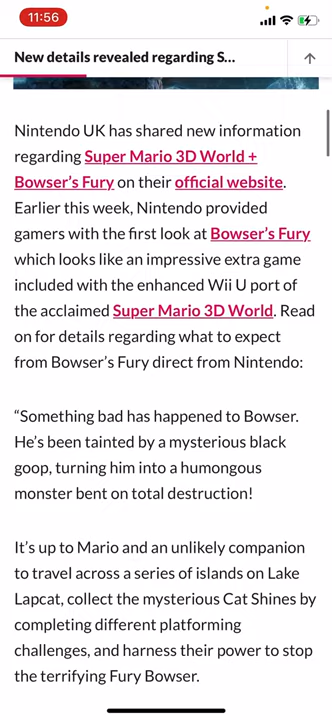 11:56
New details revealed regarding S...
Nintendo UK has shared new information
regarding Super Mario 3D World +
Bowser’s Fury on their official website.
Earlier this week, Nintendo provided
gamers with the first look at Bowser’s Fury
which looks like an impressive extra game
included with the enhanced Wii U port of
the acclaimed Super Mario 3D World. Read
on for details regarding what to expect
from Bowser’s Fury direct from Nintendo:
“Something bad has happened to Bowser.
He’s been tainted by a mysterious black
goop, turning him into a humongous
monster bent on total destruction!
It’s up to Mario and an unlikely companion
to travel across a series of islands on Lake
Lapcat, collect the mysterious Cat Shines by
completing different platforming
challenges, and harness their power to stop
the terrifying Fury Bowser.